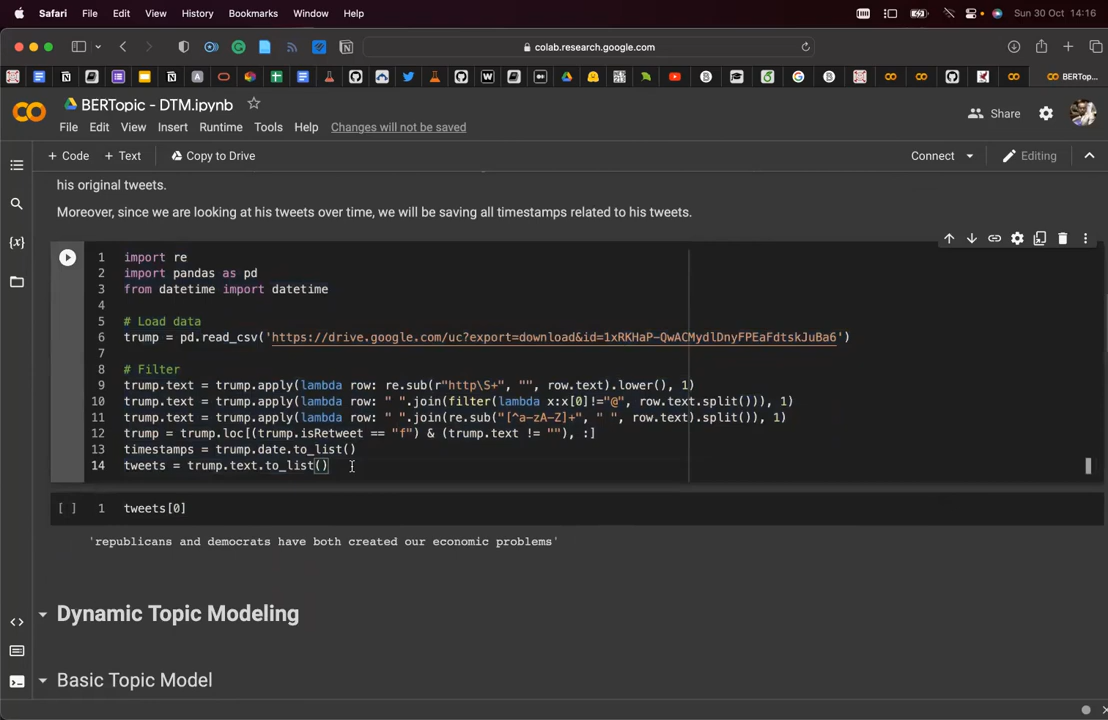 Safari File Edit View History Bookmarks Window Help Sun 30 Oct 14:16
colab.research.google.com
BERTop...
BERTopic - DTM.ipynb
File Edit View Insert Runtime Tools Help Changes will not be saved
Share
+ Code + Text Copy to Drive Connect Editing
his original tweets.
Moreover, since we are looking at his tweets over time, we will be saving all timestamps related to his tweets.
1 import re
2 import pandas as pd
3 from datetime import datetime
4
5 # Load data
6 trump = pd.read_csv('https://drive.google.com/uc?export=download&id=1xRKHaP-QwACMydlDnyFPEaFdtskJuBa6')
7
8 # Filter
9 trump.text = trump.apply(lambda row: re.sub(r"http\S+", "", row.text).lower(), 1)
10 trump.text = trump.apply(lambda row: " ".join(filter(lambda x:x[0]!="@", row.text.split())), 1)
11 trump.text = trump.apply(lambda row: " ".join(re.sub("[^a-zA-Z]+", " ", row.text).split()), 1)
12 trump = trump.loc[(trump.isRetweet == "f") & (trump.text != ""), :]
13 timestamps = trump.date.to_list()
14 tweets = trump.text.to_list()
[ ] 1 tweets[0]
'republicans and democrats have both created our economic problems'
Dynamic Topic Modeling
Basic Topic Model